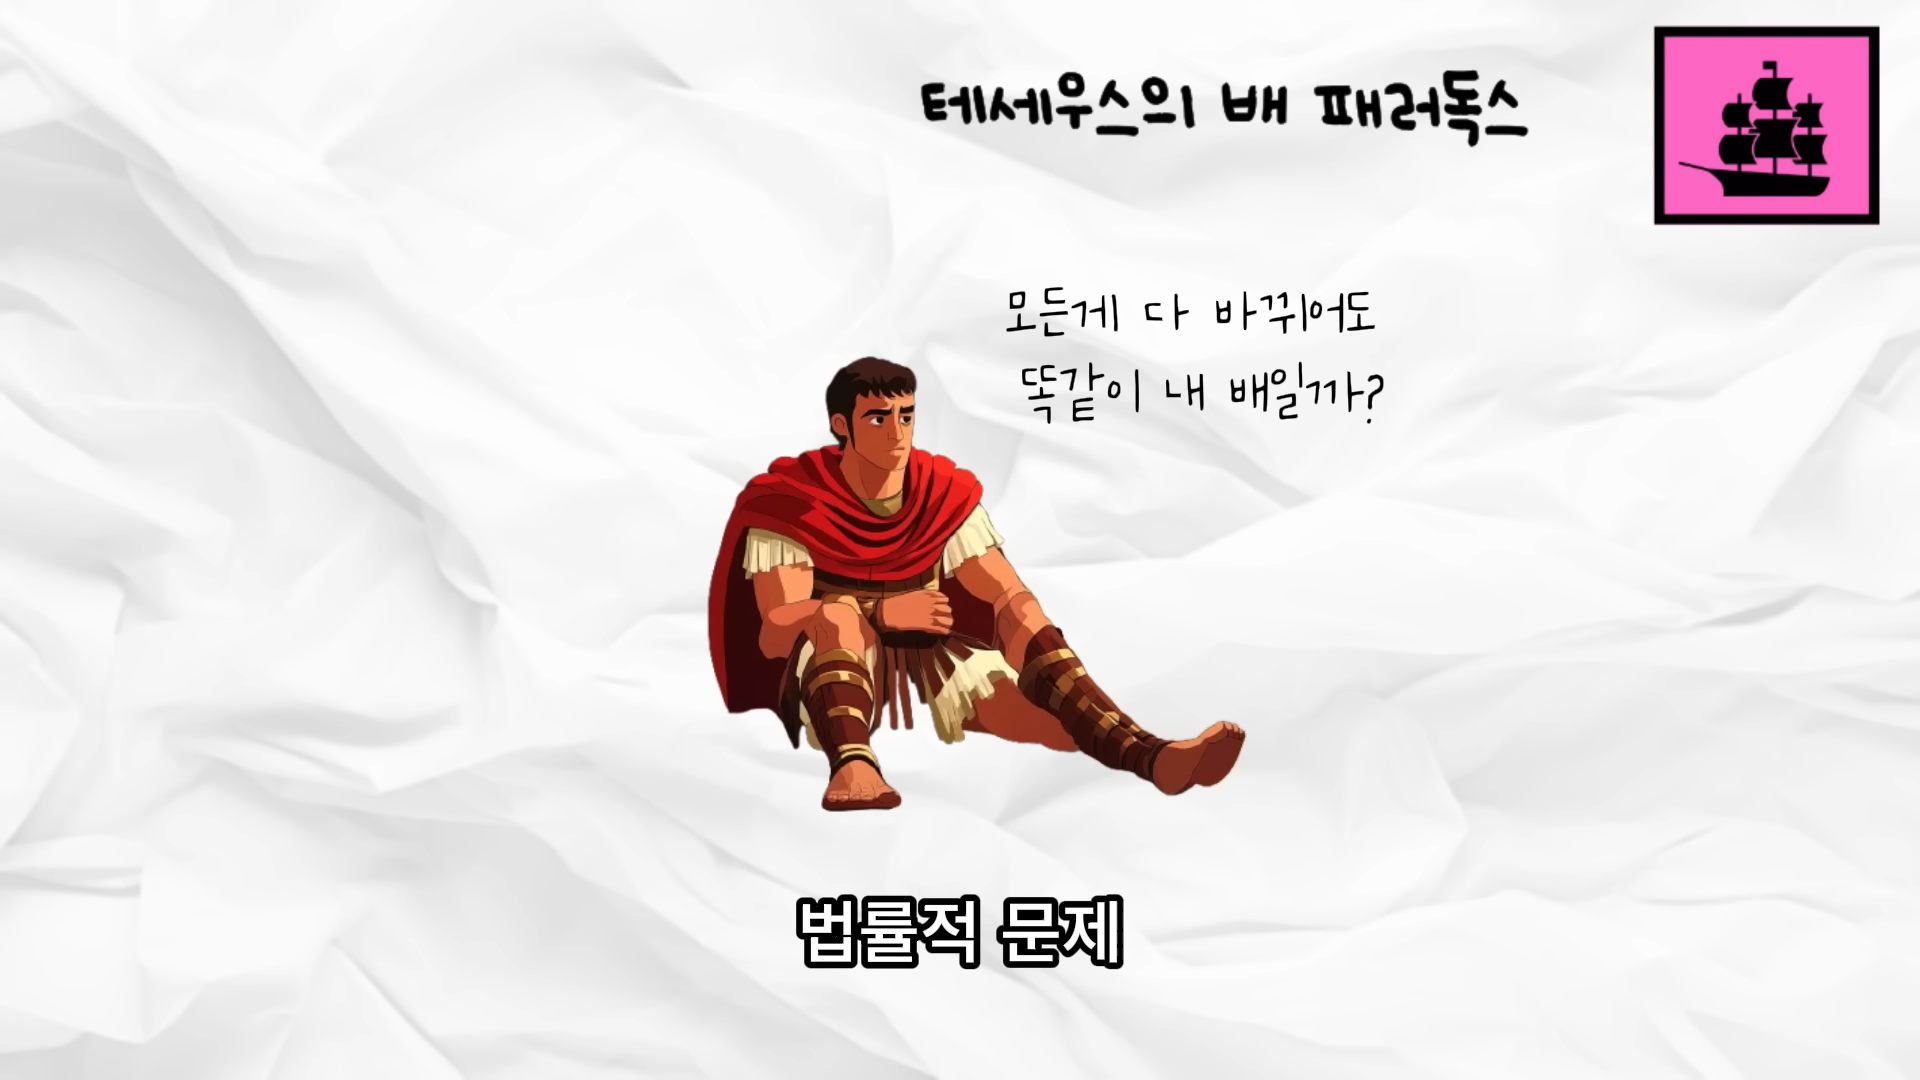 테세우스의 배 패러독스
모든게 다 바뀌어도
똑같이 내 배일까?
법률적 문제